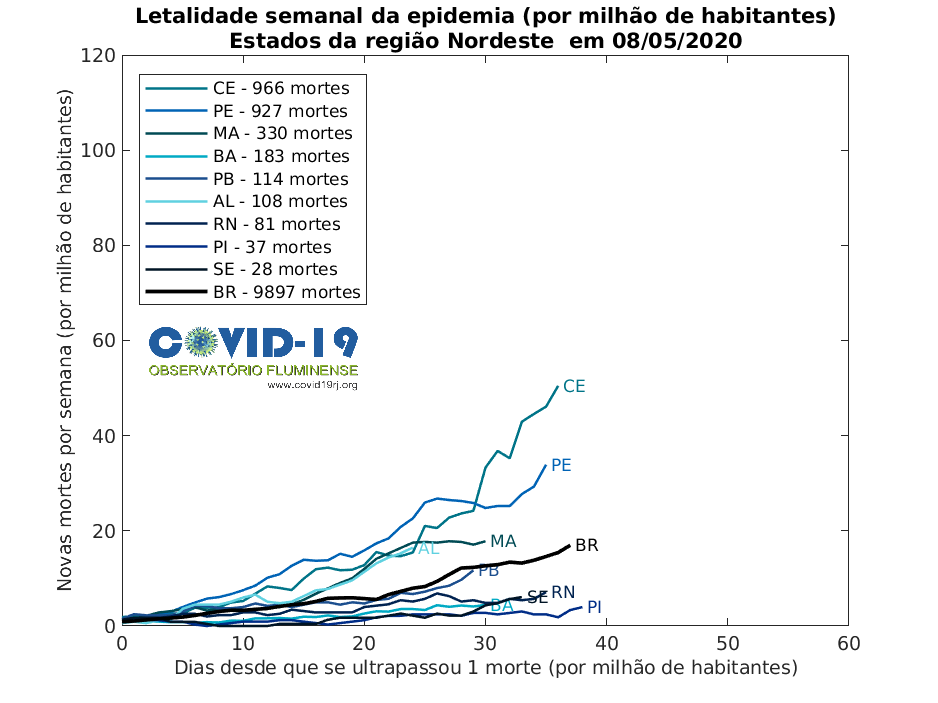 Letalidade semanal da epidemia (por milhão de habitantes)
Estados da região Nordeste  em 08/05/2020
120
100
80
60
40
20
0
Novas mortes por semana (por milhão de habitantes)
CE - 966 mortes
PE - 927 mortes
MA - 330 mortes
BA - 183 mortes
PB - 114 mortes
AL - 108 mortes
RN - 81 mortes
PI - 37 mortes
SE - 28 mortes
BR - 9897 mortes
COVID-19
OBSERVATÓRIO FLUMINENSE
www.covid19rj.org
CE
PE
MA
AL
BR
PB
SE
RN
BA
PI
0 10 20 30 40 50 60
Dias desde que se ultrapassou 1 morte (por milhão de habitantes)